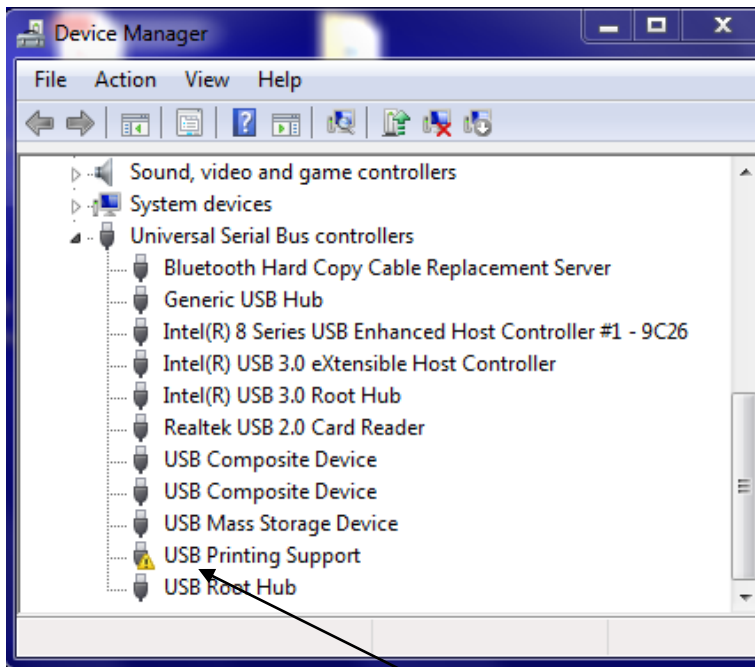 Device Manager
File Action View Help
Sound, video and game controllers
System devices
Universal Serial Bus controllers
Bluetooth Hard Copy Cable Replacement Server
Generic USB Hub
Intel(R) 8 Series USB Enhanced Host Controller #1 - 9C26
Intel(R) USB 3.0 eXtensible Host Controller
Intel(R) USB 3.0 Root Hub
Realtek USB 2.0 Card Reader
USB Composite Device
USB Composite Device
USB Mass Storage Device
USB Printing Support
USB Root Hub